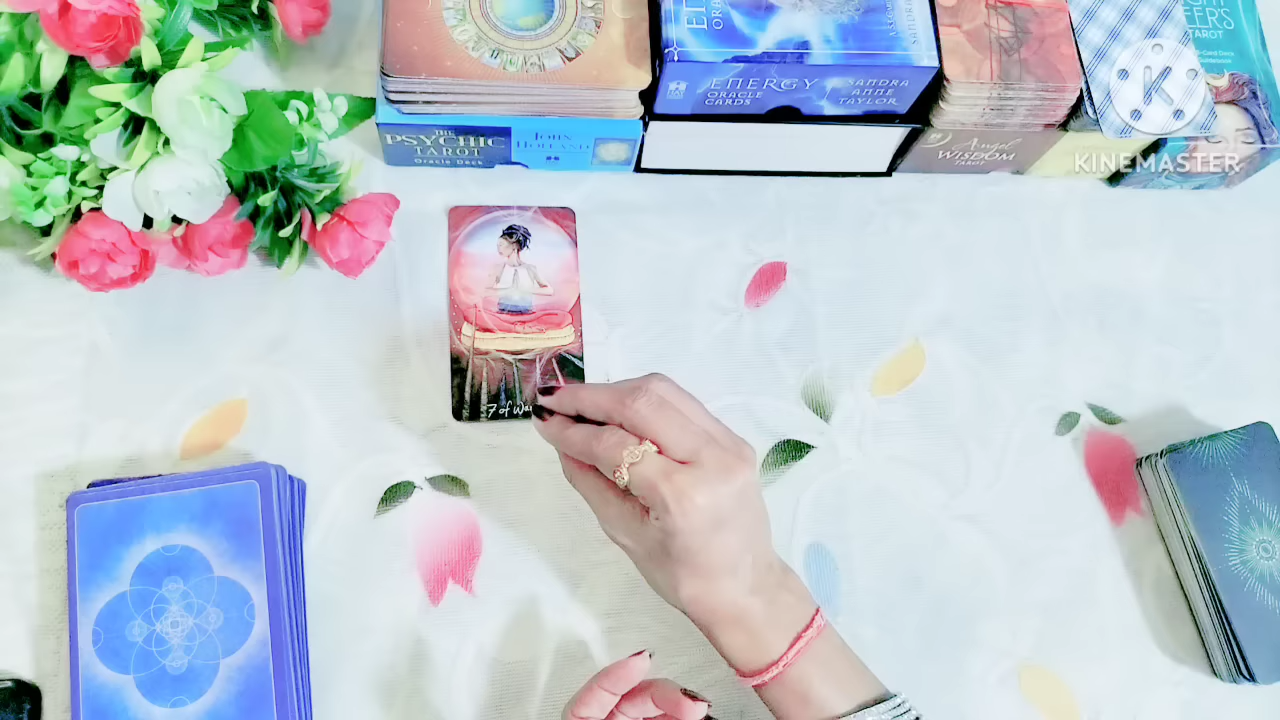 THE
PSYCHIC
TAROT
Oracle Deck
JOHN
HOLLAND
ENERGY
ORACLE
CARDS
SANDRA
ANNE
TAYLOR
Angel
WISDOM
TAROT
TAROT
K
KINEMASTER
7 of Wan